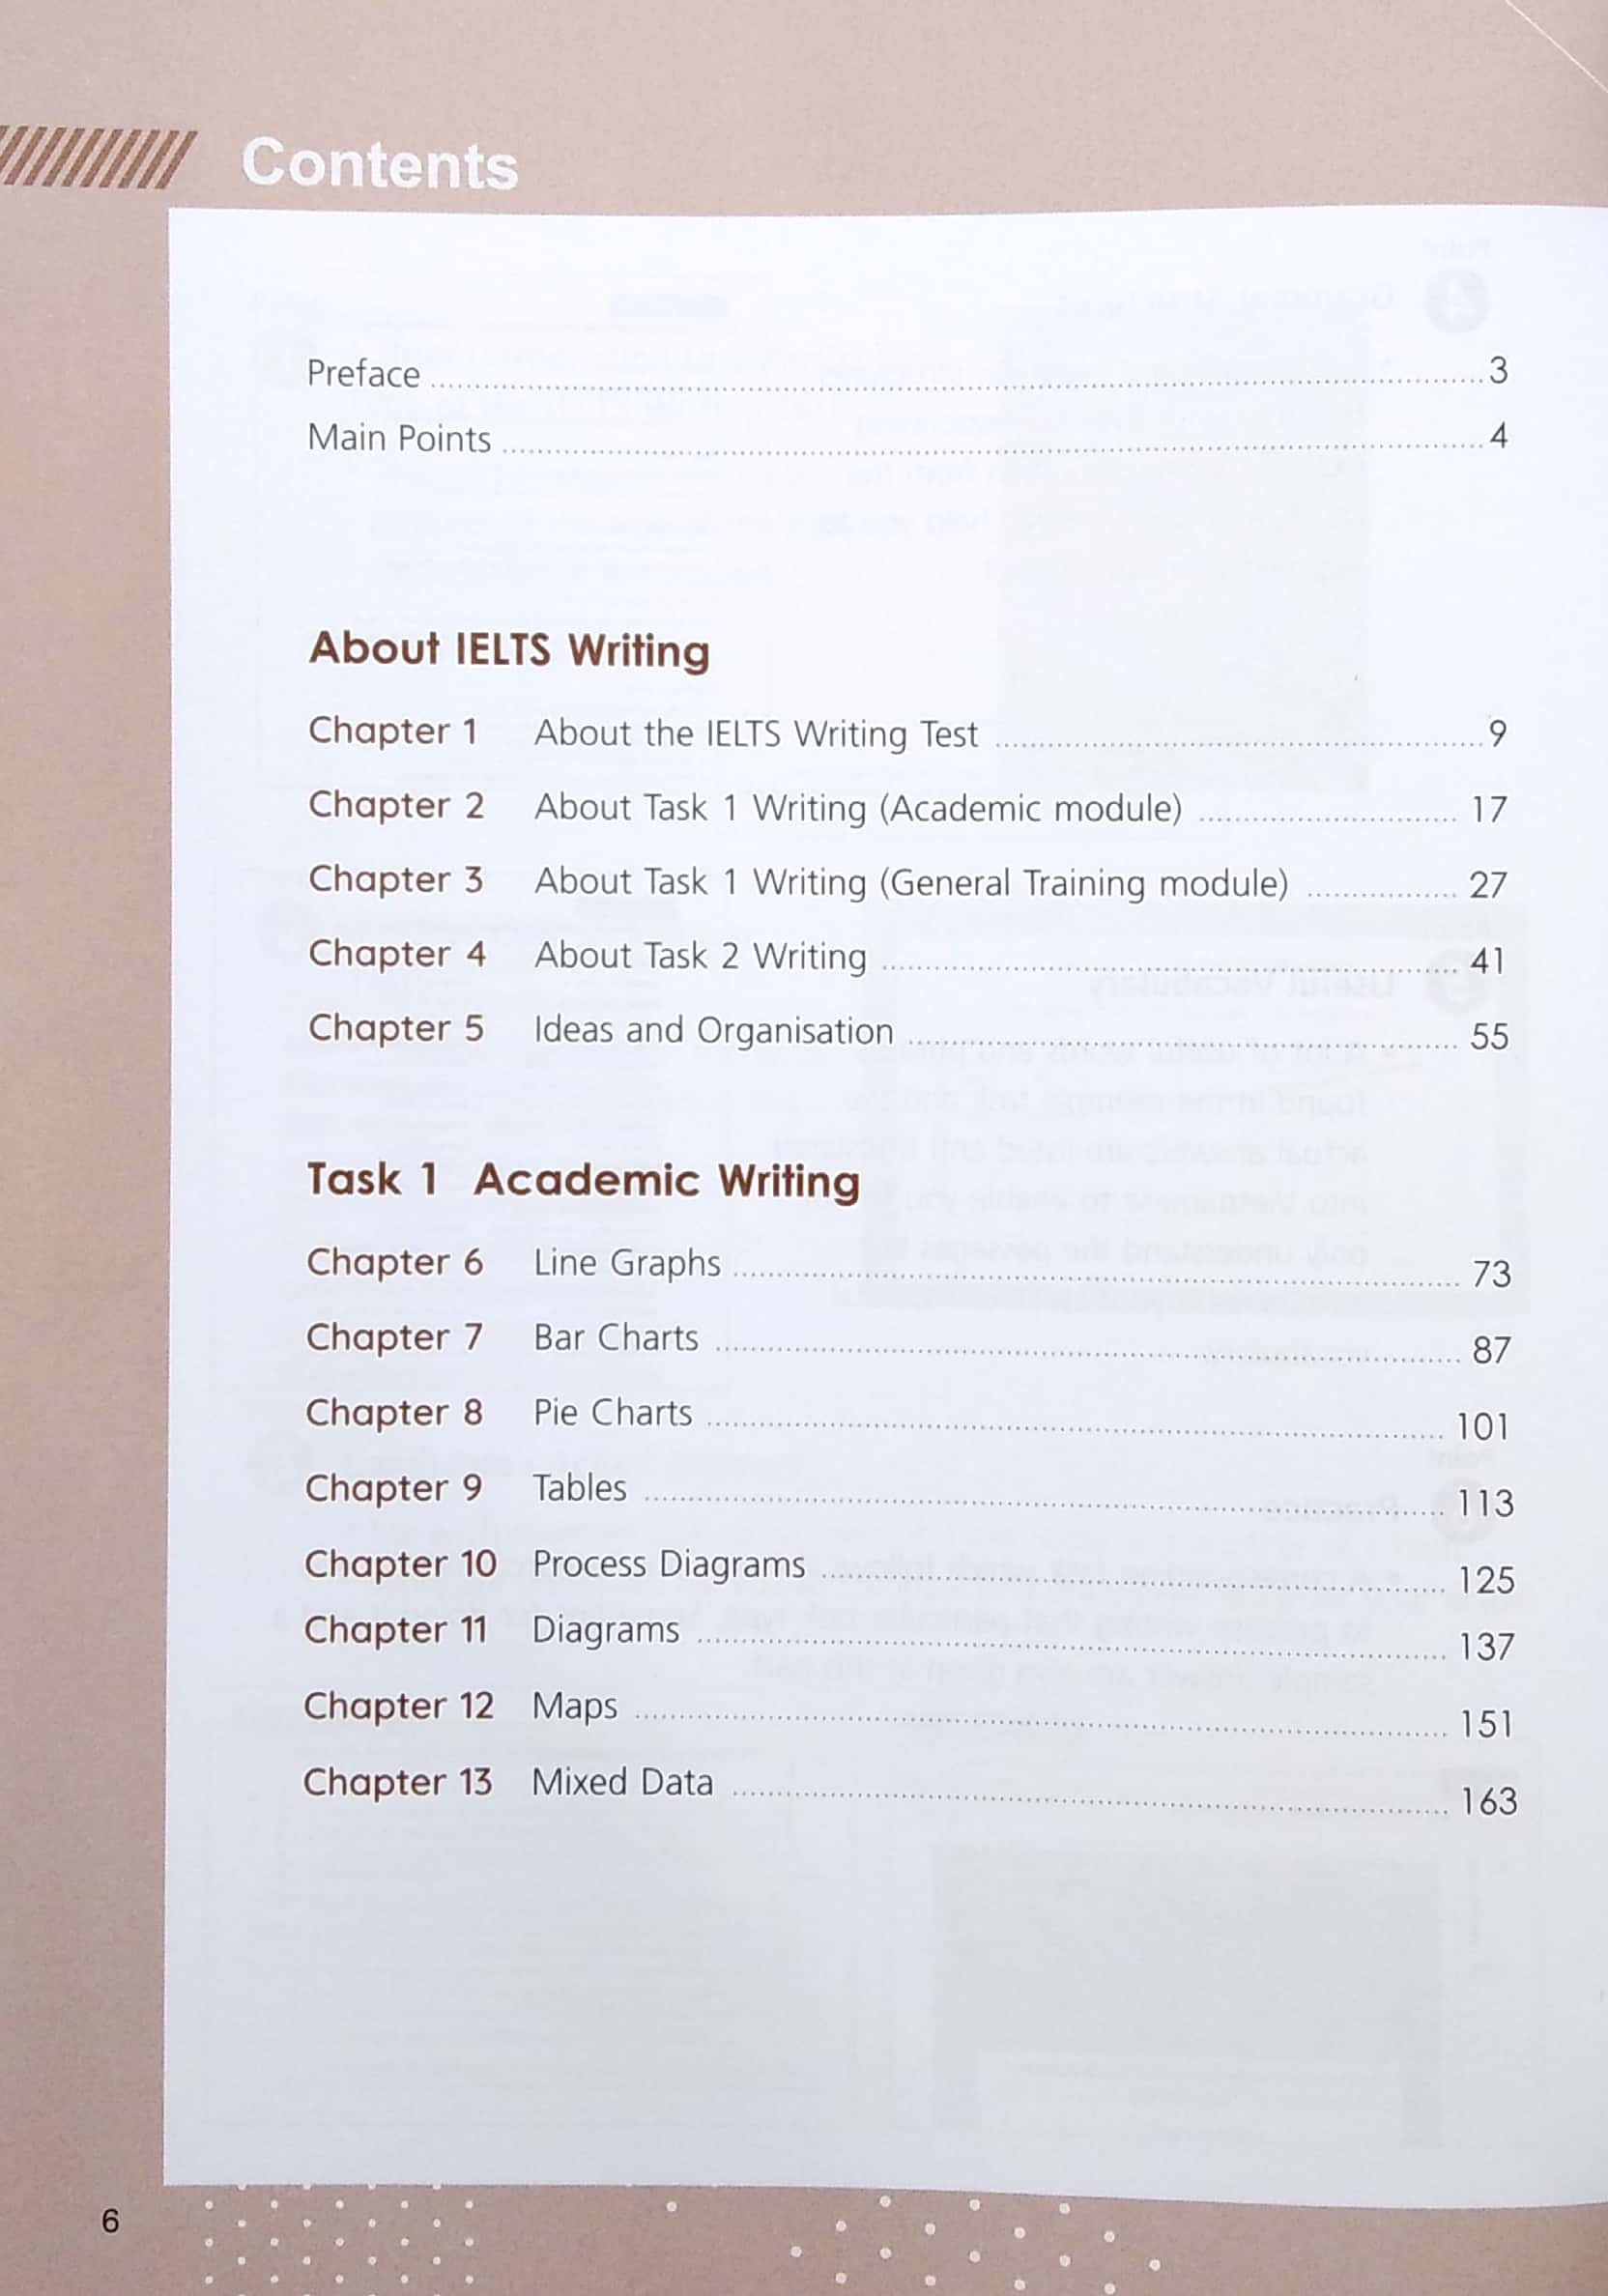 Contents
Preface 3
Main Points 4
About IELTS Writing
Chapter 1 About the IELTS Writing Test 9
Chapter 2 About Task 1 Writing (Academic module) 17
Chapter 3 About Task 1 Writing (General Training module) 27
Chapter 4 About Task 2 Writing 41
Chapter 5 Ideas and Organisation 55
Task 1 Academic Writing
Chapter 6 Line Graphs 73
Chapter 7 Bar Charts 87
Chapter 8 Pie Charts 101
Chapter 9 Tables 113
Chapter 10 Process Diagrams 125
Chapter 11 Diagrams 137
Chapter 12 Maps 151
Chapter 13 Mixed Data 163
6